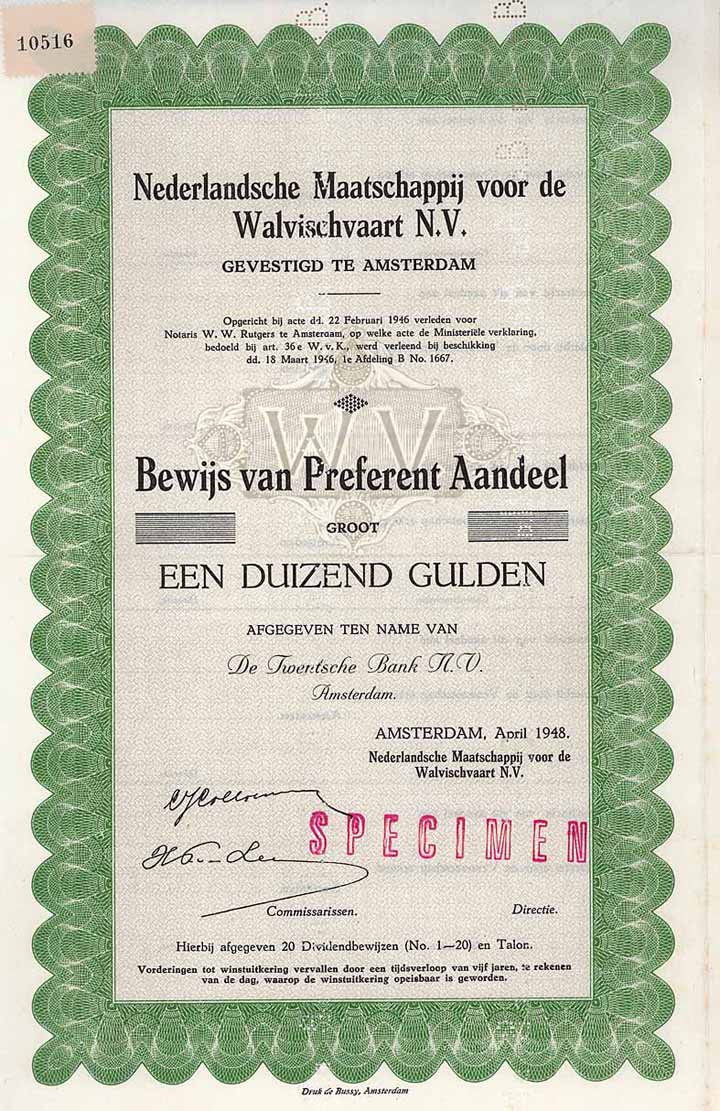 10516
Nederlandsche Maatschappij voor de
Walvischvaart N.V.
GEVESTIGD TE AMSTERDAM
Opgericht bij acte dd. 22 Februari 1946 verleden voor
Notaris W. W. Rutgers te Amsterdam, op welke acte de Ministeriële verklaring,
bedoeld bij art. 36e W. v. K., werd verleend bij beschikking
dd. 18 Maart 1946, 1e Afdeling B No. 1667.
WV
Bewijs van Preferent Aandeel
GROOT
EEN DUIZEND GULDEN
AFGEGEVEN TEN NAME VAN
De Twentsche Bank N.V.
Amsterdam.
AMSTERDAM, April 1948.
Nederlandsche Maatschappij voor de
Walvischvaart N.V.
SPECIMEN
Commissarissen. Directie.
Hierbij afgegeven 20 Dividendbewijzen (No. 1—20) en Talon.
Vorderingen tot winstuitkering vervallen door een tijdsverloop van vijf jaren, te rekenen
van de dag, waarop de winstuitkering opeisbaar is geworden.
Druk de Bussy, Amsterdam